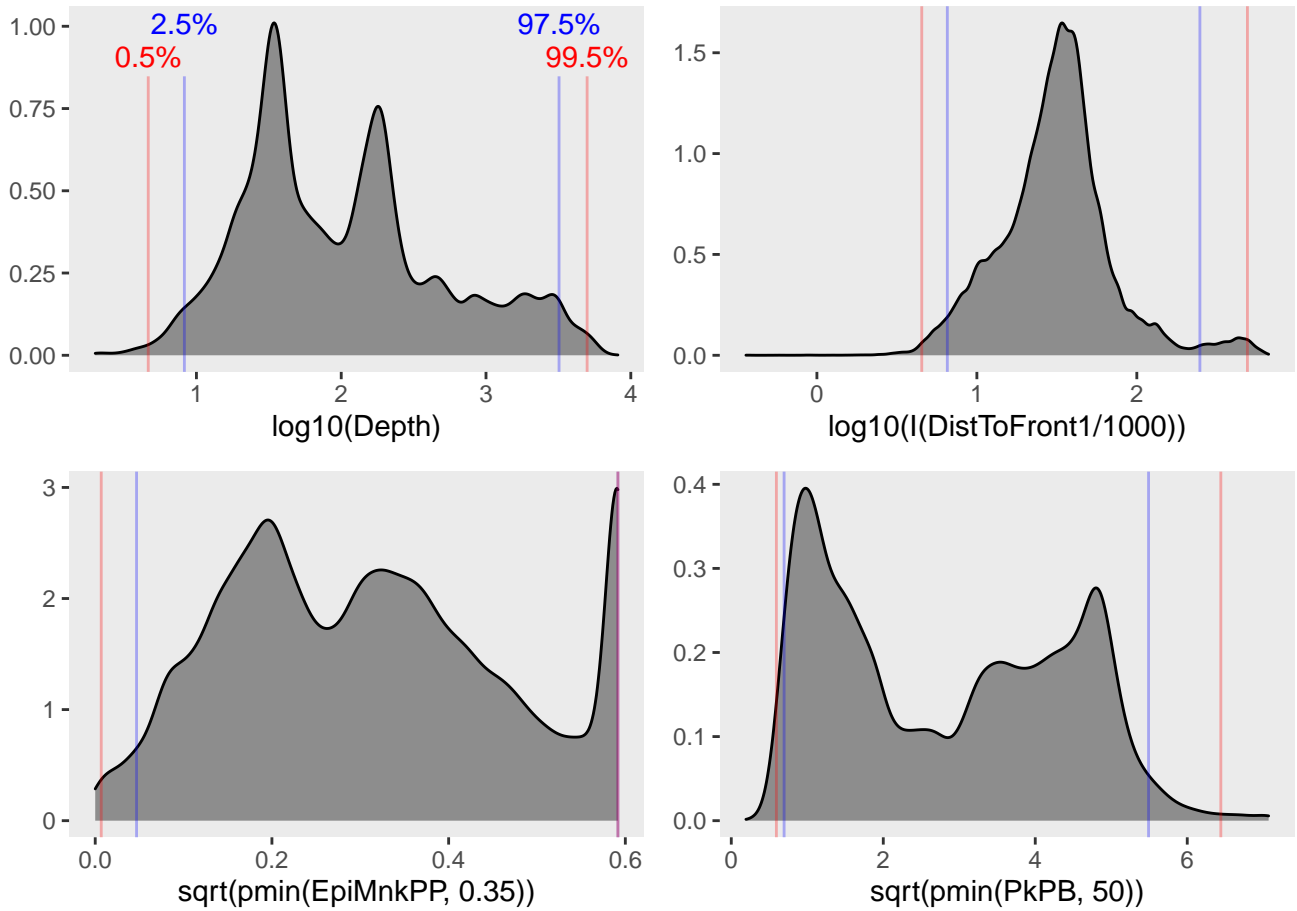 1.00
0.75
0.50
0.25
0.00
2.5%
97.5%
0.5%
99.5%
1 2 3 4
log10(Depth)
1.5
1.0
0.5
0.0
0 1 2
log10(I(DistToFront1/1000))
3
2
1
0
0.0 0.2 0.4 0.6
sqrt(pmin(EpiMnkPP, 0.35))
0.4
0.3
0.2
0.1
0.0
0 2 4 6
sqrt(pmin(PkPB, 50))